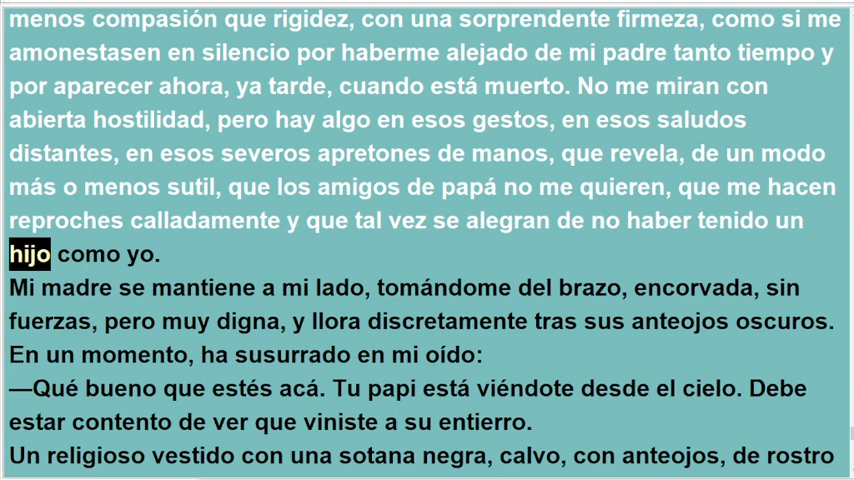 menos compasión que rigidez, con una sorprendente firmeza, como si me
amonestasen en silencio por haberme alejado de mi padre tanto tiempo y
por aparecer ahora, ya tarde, cuando está muerto. No me miran con
abierta hostilidad, pero hay algo en esos gestos, en esos saludos
distantes, en esos severos apretones de manos, que revela, de un modo
más o menos sutil, que los amigos de papá no me quieren, que me hacen
reproches calladamente y que tal vez se alegran de no haber tenido un
hijo como yo.
Mi madre se mantiene a mi lado, tomándome del brazo, encorvada, sin
fuerzas, pero muy digna, y llora discretamente tras sus anteojos oscuros.
En un momento, ha susurrado en mi oído:
—Qué bueno que estés acá. Tu papi está viéndote desde el cielo. Debe
estar contento de ver que viniste a su entierro.
Un religioso vestido con una sotana negra, calvo, con anteojos, de rostro